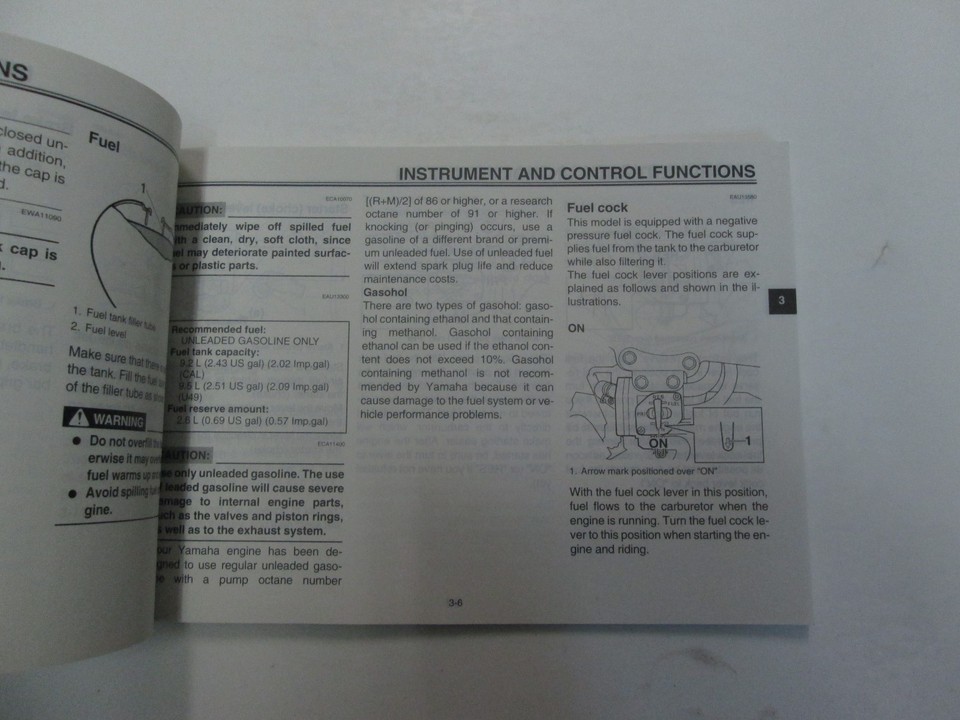 NS
closed un-
addition,
the cap is
d.
EWA11090
cap is
Fuel
1
1. Fuel tank filler tube
2. Fuel level
Make sure that there
the tank. Fill the fuel
of the filler tube as
WARNING
● Do not overfill the
erwise it may
fuel warms up
● Avoid spilling
gine.
INSTRUMENT AND CONTROL FUNCTIONS
ECA10070
CAUTION:
mmediately wipe off spilled fuel
with a clean, dry, soft cloth, since
fuel may deteriorate painted surfac-
s or plastic parts.
Recommended fuel:
UNLEADED GASOLINE ONLY
Fuel tank capacity:
9.2 L (2.43 US gal) (2.02 Imp.gal)
(CAL)
9.5 L (2.51 US gal) (2.09 Imp.gal)
(U49)
Fuel reserve amount:
2.6 L (0.69 US gal) (0.57 Imp.gal)
ECA11400
AUTION:
e only unleaded gasoline. The use
leaded gasoline will cause severe
mage to internal engine parts,
ch as the valves and piston rings,
s well as to the exhaust system.
our Yamaha engine has been de-
gned to use regular unleaded gaso-
e with a pump octane number
[(R+M)/2] of 86 or higher, or a research
octane number of 91 or higher. If
knocking (or pinging) occurs, use a
gasoline of a different brand or premi-
um unleaded fuel. Use of unleaded fuel
will extend spark plug life and reduce
maintenance costs.
Gasohol
There are two types of gasohol: gaso-
hol containing ethanol and that contain-
ing methanol. Gasohol containing
ethanol can be used if the ethanol con-
tent does not exceed 10%. Gasohol
containing methanol is not recom-
mended by Yamaha because it can
cause damage to the fuel system or ve-
hicle performance problems.
Fuel cock
This model is equipped with a negative
pressure fuel cock. The fuel cock sup-
plies fuel from the tank to the carburetor
while also filtering it.
The fuel cock lever positions are ex-
plained as follows and shown in the il-
lustrations.
ON
ON
1
1. Arrow mark positioned over "ON"
With the fuel cock lever in this position,
fuel flows to the carburetor when the
engine is running. Turn the fuel cock le-
ver to this position when starting the en-
gine and riding.
3
3-6